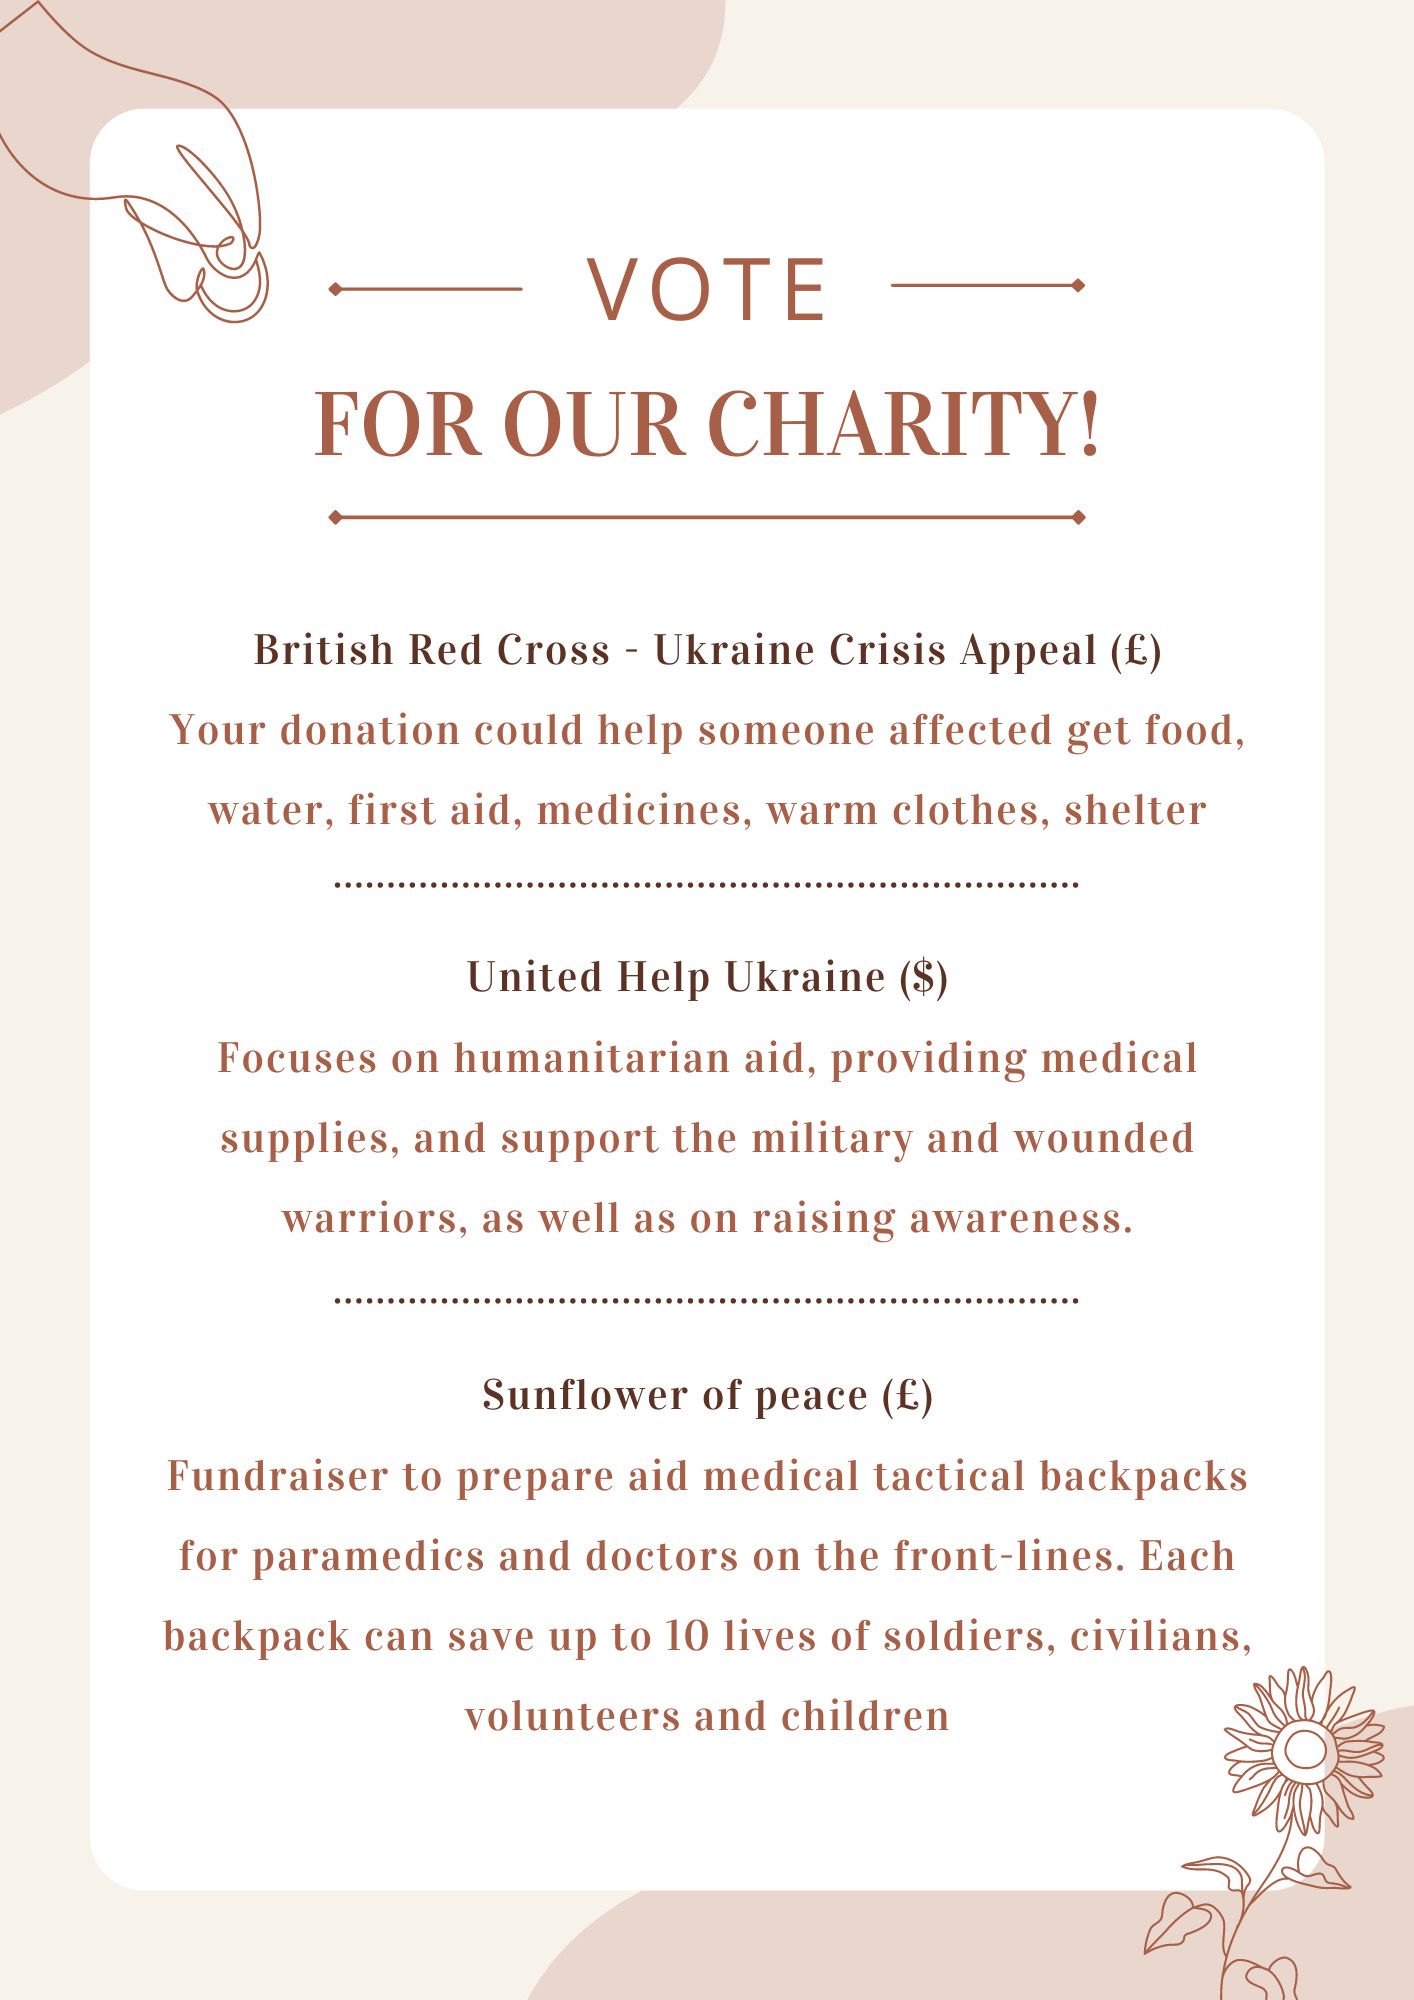 VOTE
FOR OUR CHARITY!
British Red Cross - Ukraine Crisis Appeal (£)
Your donation could help someone affected get food,
water, first aid, medicines, warm clothes, shelter
United Help Ukraine ($)
Focuses on humanitarian aid, providing medical
supplies, and support the military and wounded
warriors, as well as on raising awareness.
Sunflower of peace (£)
Fundraiser to prepare aid medical tactical backpacks
for paramedics and doctors on the front-lines. Each
backpack can save up to 10 lives of soldiers, civilians,
volunteers and children